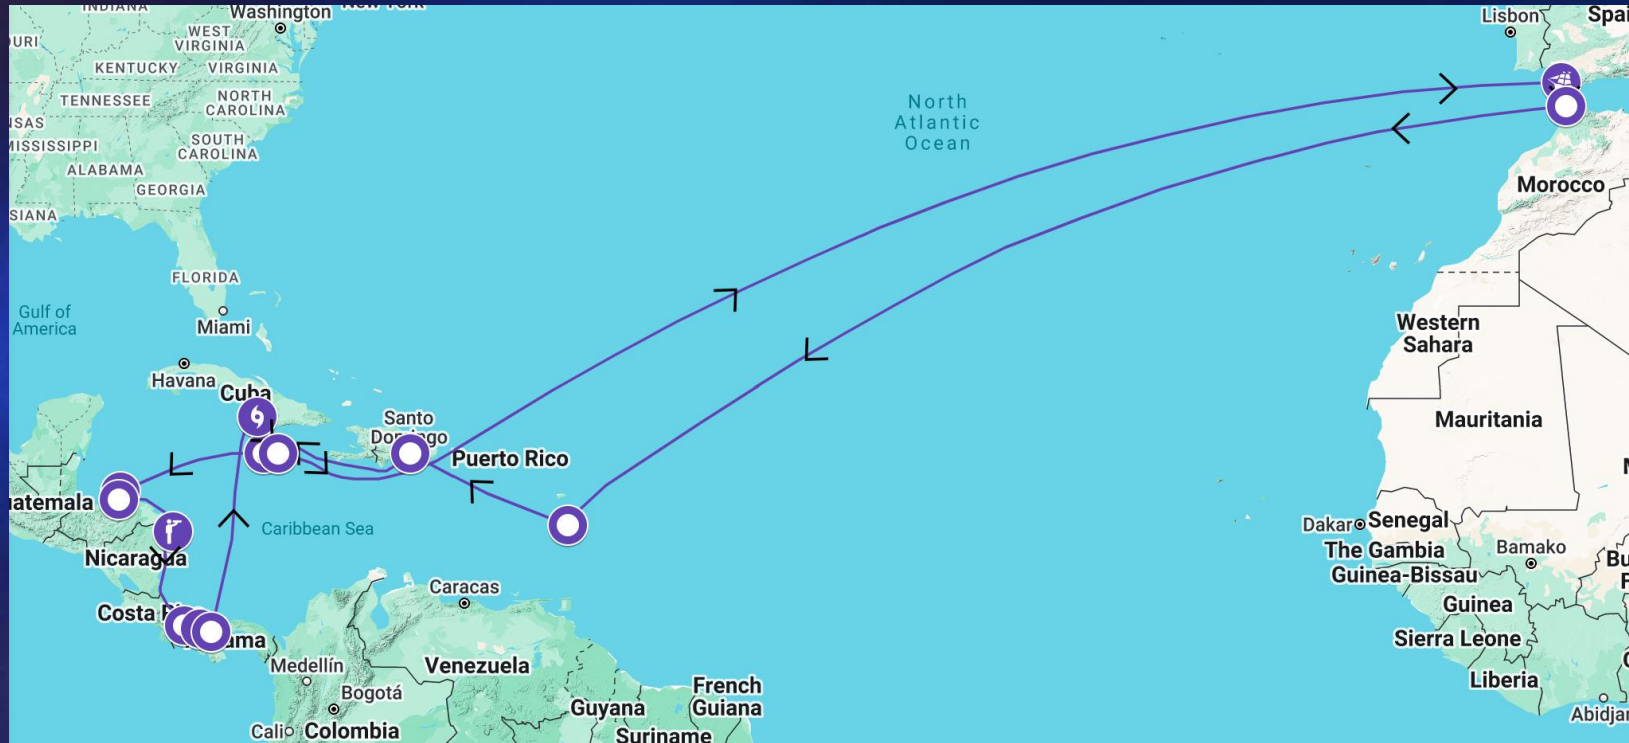 INDIANA
Washington
WEST
VIRGINIA
KENTUCKY
VIRGINIA
TENNESSEE
NORTH
CAROLINA
MISSISSIPPI
SOUTH
CAROLINA
ALABAMA
GEORGIA
FLORIDA
Gulf of
America
Miami
Havana
Cuba
Santo
Domingo
Puerto Rico
Caribbean Sea
Nicaragua
Caracas
Medellín
Bogotá
Cali
Colombia
Venezuela
Guyana
Suriname
French
Guiana
North
Atlantic
Ocean
Lisbon
Morocco
Western
Sahara
Mauritania
Dakar
Senegal
The Gambia
Bamako
Guinea-Bissau
Guinea
Sierra Leone
Liberia